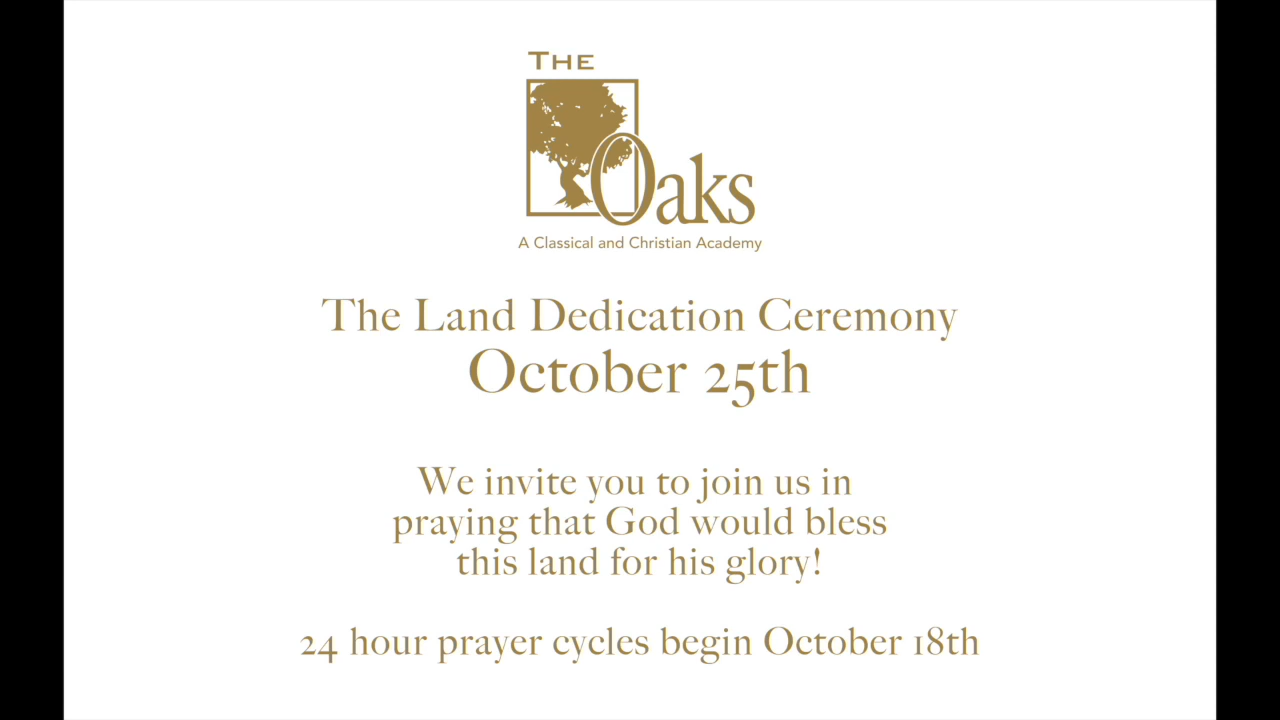 The
Oaks
A Classical and Christian Academy
The Land Dedication Ceremony
October 25th
We invite you to join us in
praying that God would bless
this land for his glory!
24 hour prayer cycles begin October 18th